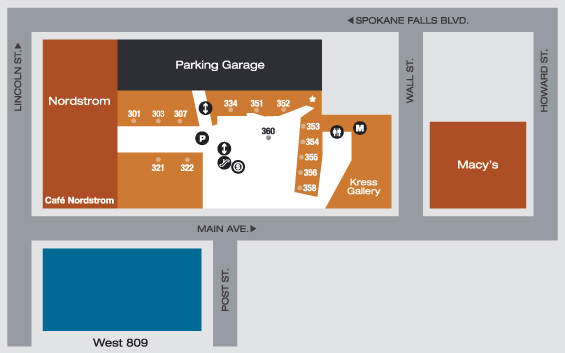 ◄SPOKANE FALLS BLVD.
LINCOLN ST.►
WALL ST.
HOWARD ST.
Parking Garage
Nordstrom
301 303 307
334 351 352
P
353
M
360
354
355
321 322
356
358
S
Kress
Gallery
Macy's
Café Nordstrom
MAIN AVE.►
POST ST.
West 809